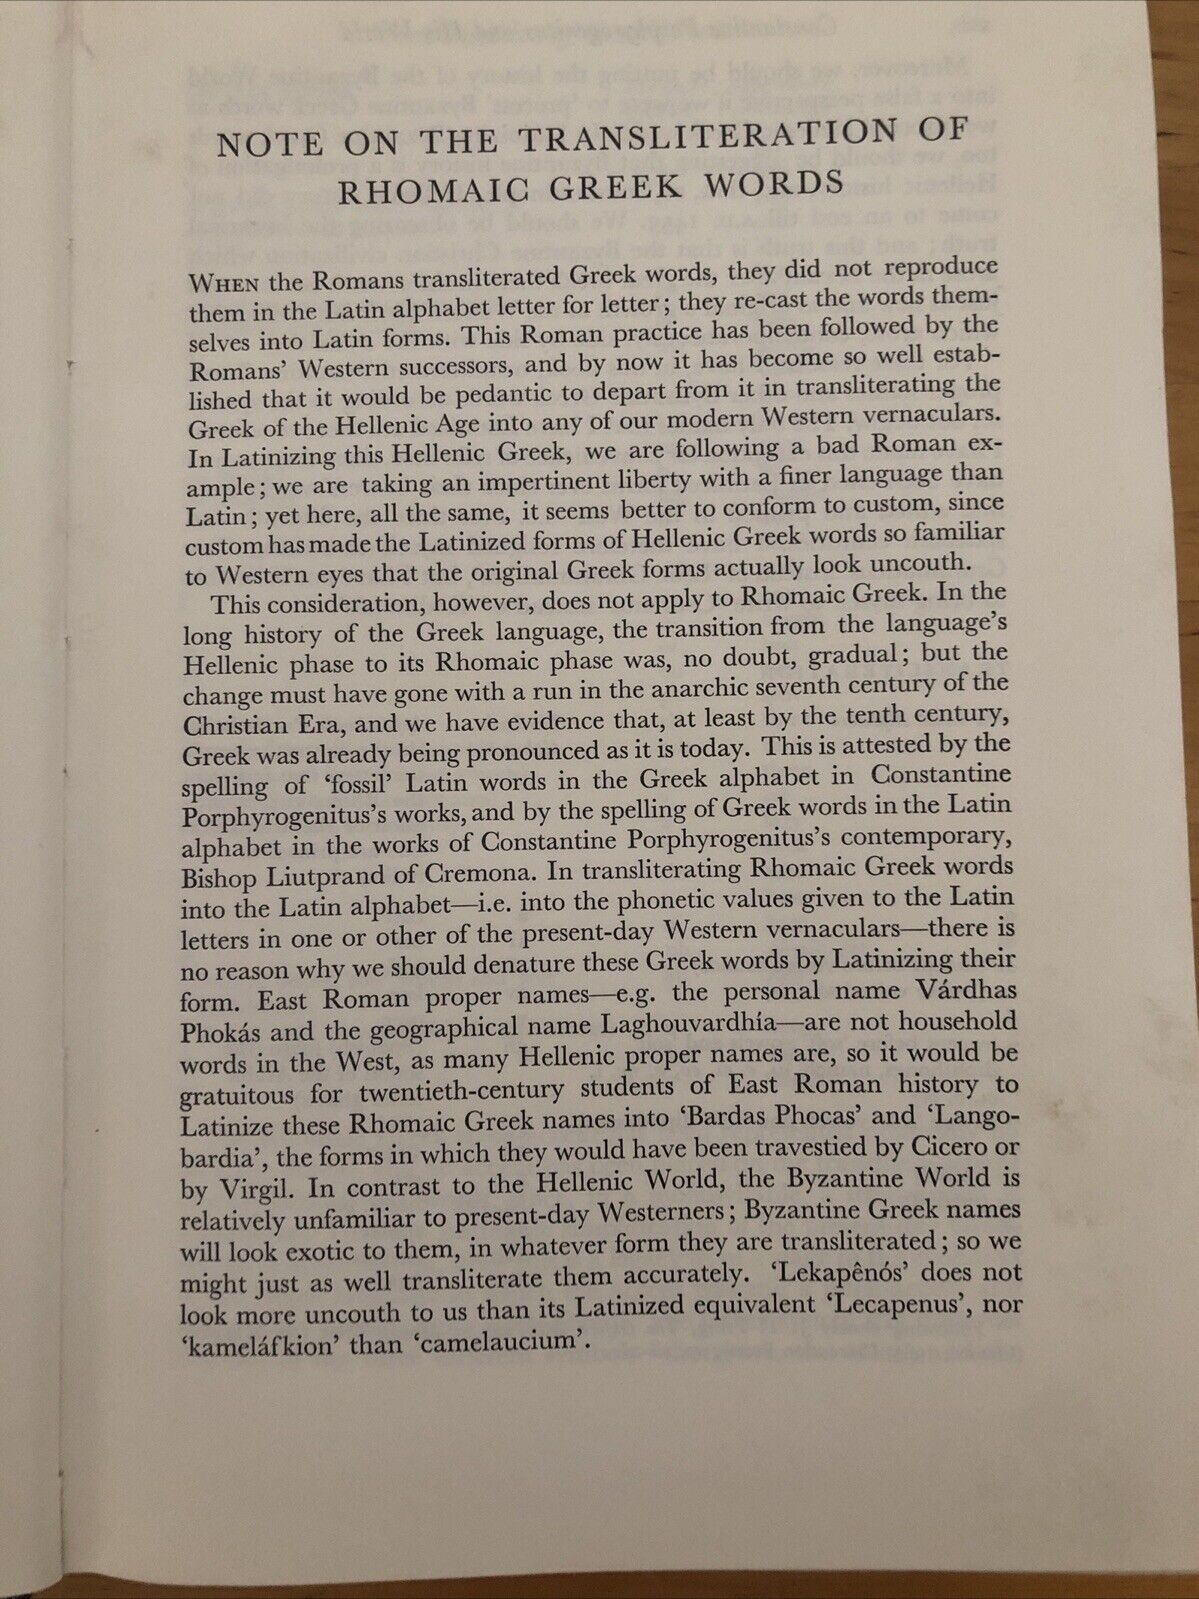 NOTE ON THE TRANSLITERATION OF
RHOMAIC GREEK WORDS
WHEN the Romans transliterated Greek words, they did not reproduce
them in the Latin alphabet letter for letter; they re-cast the words them-
selves into Latin forms. This Roman practice has been followed by the
Romans’ Western successors, and by now it has become so well estab-
lished that it would be pedantic to depart from it in transliterating the
Greek of the Hellenic Age into any of our modern Western vernaculars.
In Latinizing this Hellenic Greek, we are following a bad Roman ex-
ample; we are taking an impertinent liberty with a finer language than
Latin; yet here, all the same, it seems better to conform to custom, since
custom has made the Latinized forms of Hellenic Greek words so familiar
to Western eyes that the original Greek forms actually look uncouth.
This consideration, however, does not apply to Rhomaic Greek. In the
long history of the Greek language, the transition from the language’s
Hellenic phase to its Rhomaic phase was, no doubt, gradual; but the
change must have gone with a run in the anarchic seventh century of the
Christian Era, and we have evidence that, at least by the tenth century,
Greek was already being pronounced as it is today. This is attested by the
spelling of ‘fossil’ Latin words in the Greek alphabet in Constantine
Porphyrogenitus’s works, and by the spelling of Greek words in the Latin
alphabet in the works of Constantine Porphyrogenitus’s contemporary,
Bishop Liutprand of Cremona. In transliterating Rhomaic Greek words
into the Latin alphabet—i.e. into the phonetic values given to the Latin
letters in one or other of the present-day Western vernaculars—there is
no reason why we should denature these Greek words by Latinizing their
form. East Roman proper names—e.g. the personal name Várdhas
Phokás and the geographical name Laghouvardhía—are not household
words in the West, as many Hellenic proper names are, so it would be
gratuitous for twentieth-century students of East Roman history to
Latinize these Rhomaic Greek names into ‘Bardas Phocas’ and ‘Lango-
bardia’, the forms in which they would have been travestied by Cicero or
by Virgil. In contrast to the Hellenic World, the Byzantine World is
relatively unfamiliar to present-day Westerners; Byzantine Greek names
will look exotic to them, in whatever form they are transliterated; so we
might just as well transliterate them accurately. ‘Lekapênós’ does not
look more uncouth to us than its Latinized equivalent ‘Lecapenus’, nor
‘kameláfkion’ than ‘camelaucium’.